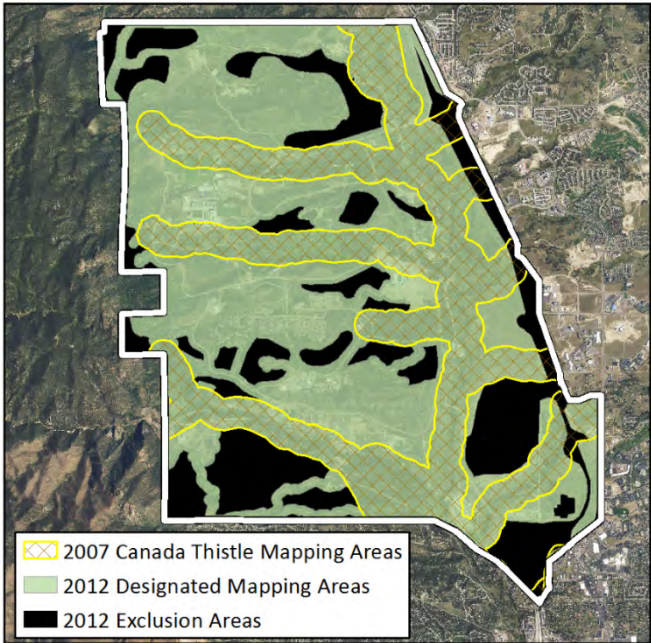 2007 Canada Thistle Mapping Areas
2012 Designated Mapping Areas
2012 Exclusion Areas